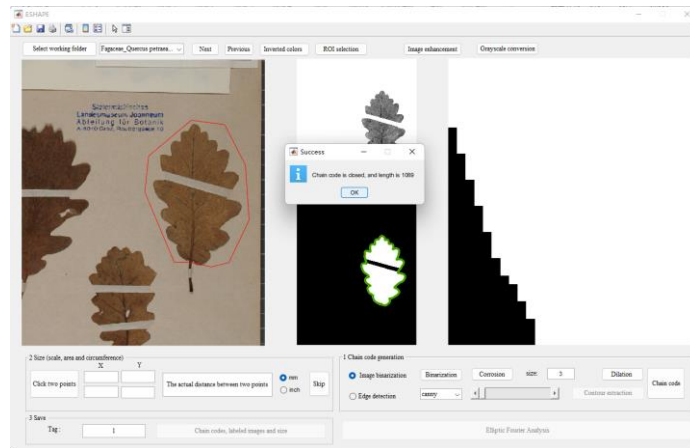 ESHAPE
Select working folder
Fagaceae_Quercus petraea...
Next
Previous
Inverted colors
ROI selection
Image enhancement
Grayscale conversion
Landesmuseum Joanneum
Abteilung für Botanik
Success
Chain code is closed, and length is 1089
OK
2 Size (scale, area and circumference)
X
Y
Click two points
The actual distance between two points
mm
inch
Skip
3 Save
Tag:
1
Chain codes, labeled images and size
1 Chain code generation
Image binarization
Binarization
Corrosion
size:
5
Dilation
Chain code
Edge detection
canny
Contour extraction
Elliptic Fourier Analysis